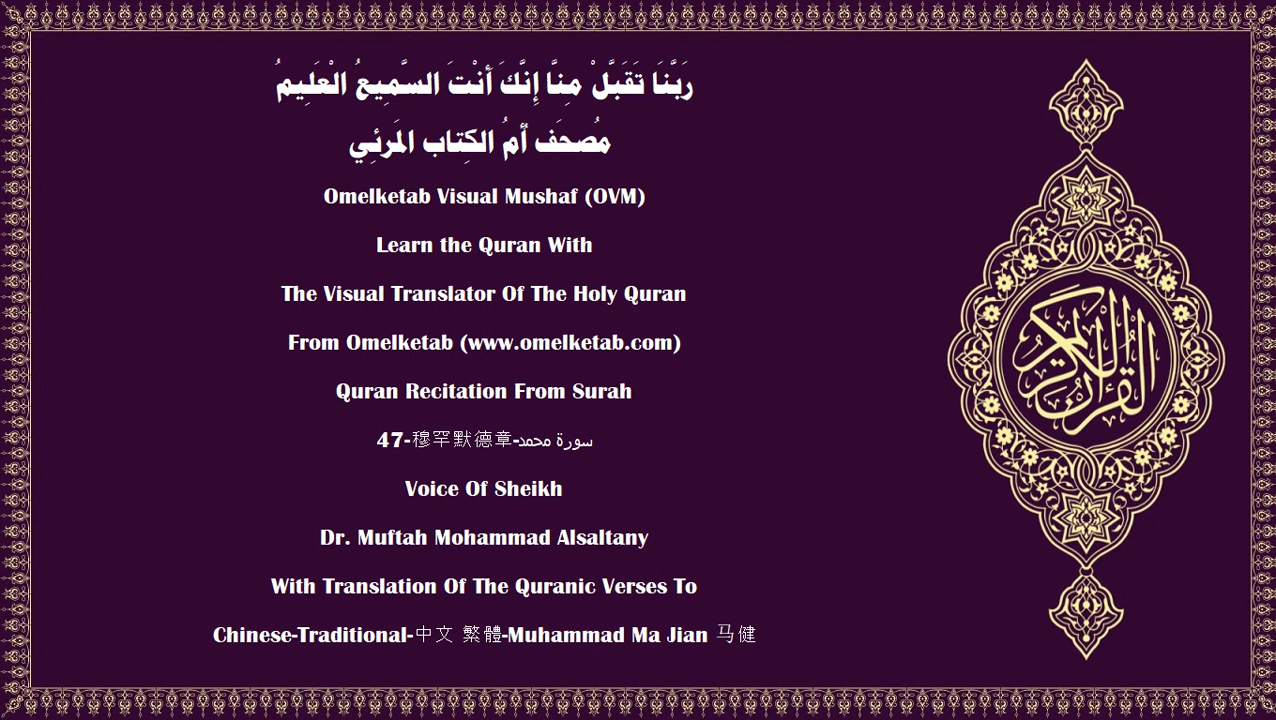 رَبَّنَا تَقَبَّلْ مِنَّا إِنَّكَ أَنْتَ السَّمِيعُ الْعَلِيمُ
مُصحَف أمُ الكِتاب المَرئِي
Omelketab Visual Mushaf (OVM)
Learn the Quran With
The Visual Translator Of The Holy Quran
From Omelketab (www.omelketab.com)
Quran Recitation From Surah
47-穆罕默德章-سورة محمد
Voice Of Sheikh
Dr. Muftah Mohammad Alsaltany
With Translation Of The Quranic Verses To
Chinese-Traditional-中文 繁體-Muhammad Ma Jian 马健
القرآن الكريم